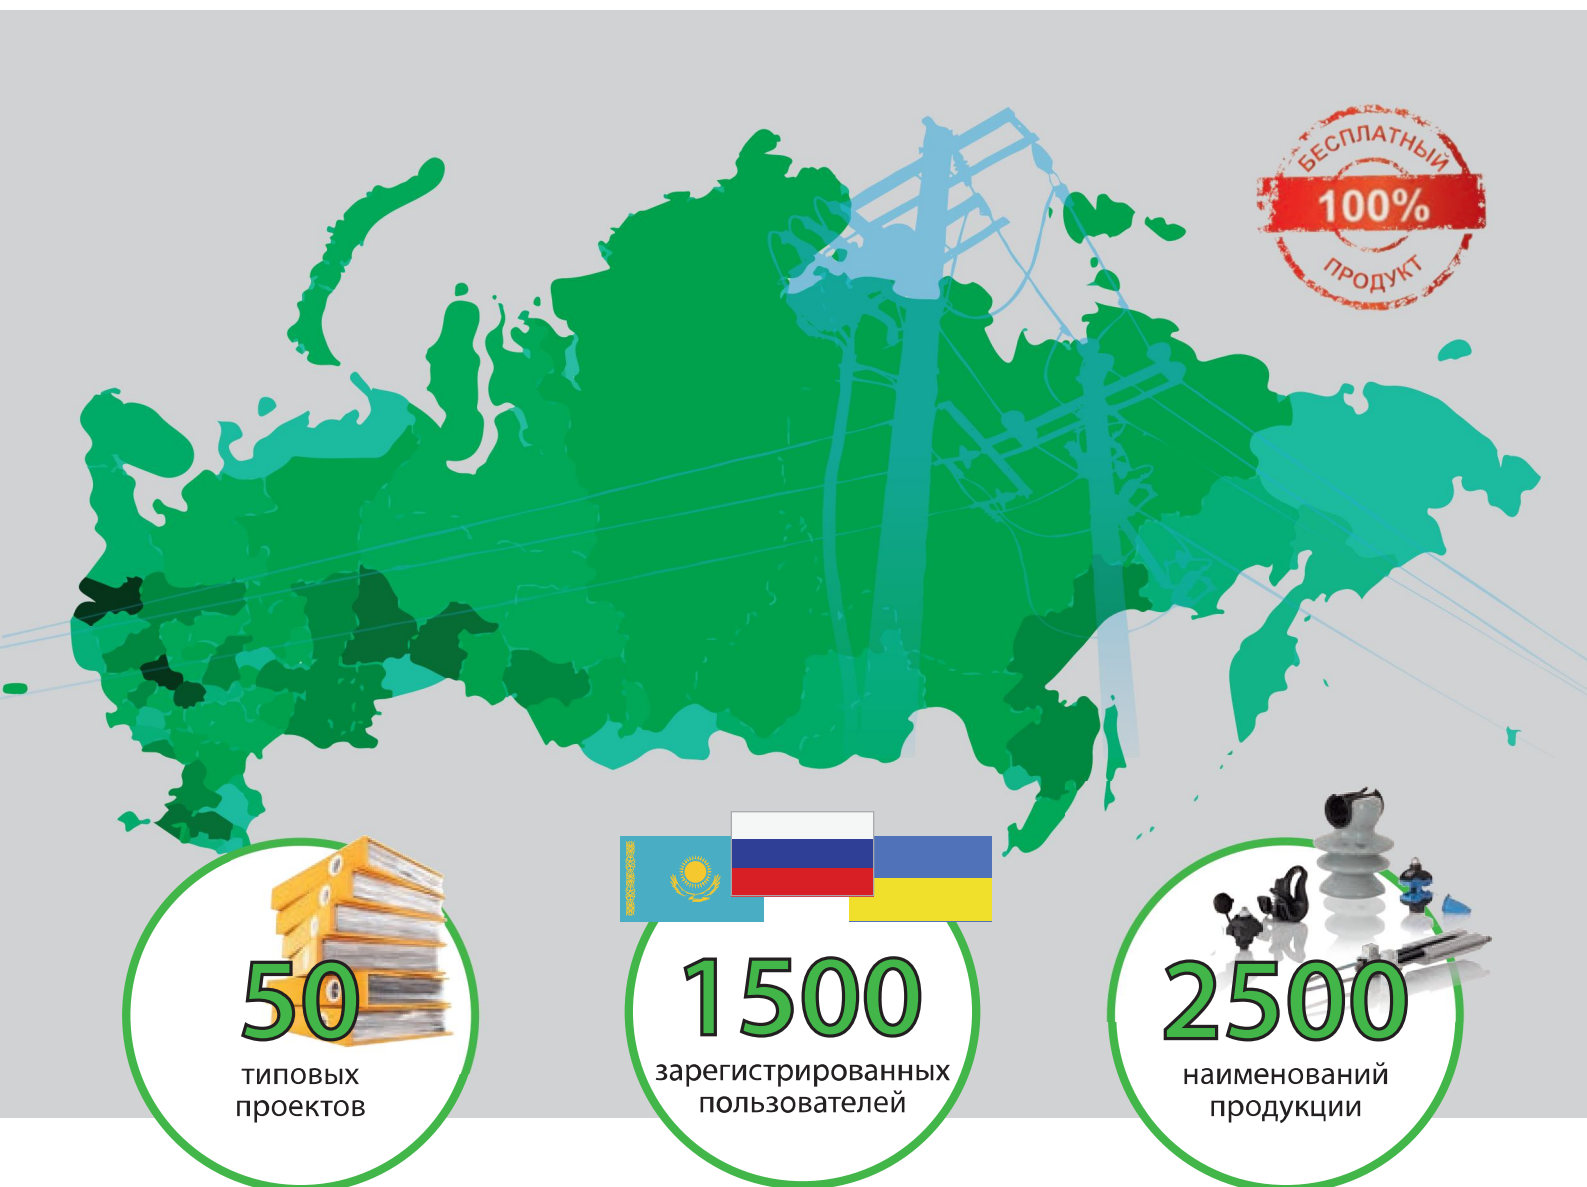 БЕСПЛАТНЫЙ
100%
ПРОДУКТ
50
типовых
проектов
1500
зарегистрированных
пользователей
2500
наименований
продукции